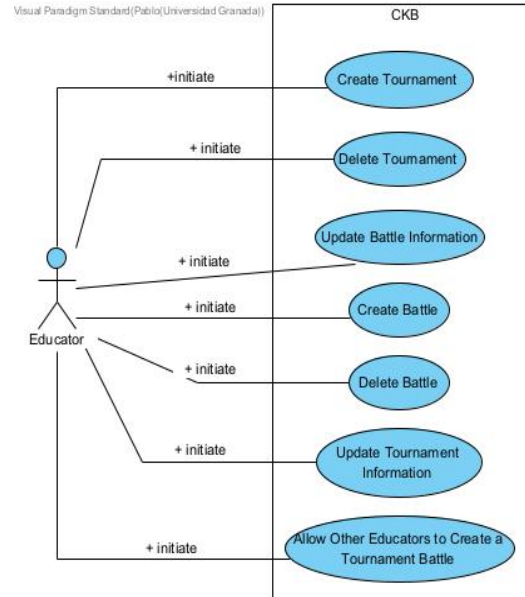 Visual Paradigm Standard(Pablo(Universidad Granada))
CKB
+initiate
Create Tournament
+ initiate
Delete Tournament
Update Battle Information
+ initiate
+ initiate
Create Battle
Educator
+ initiate
Delete Battle
+ initiate
Update Tournament
Information
+ initiate
Allow Other Educators to Create a
Tournament Battle